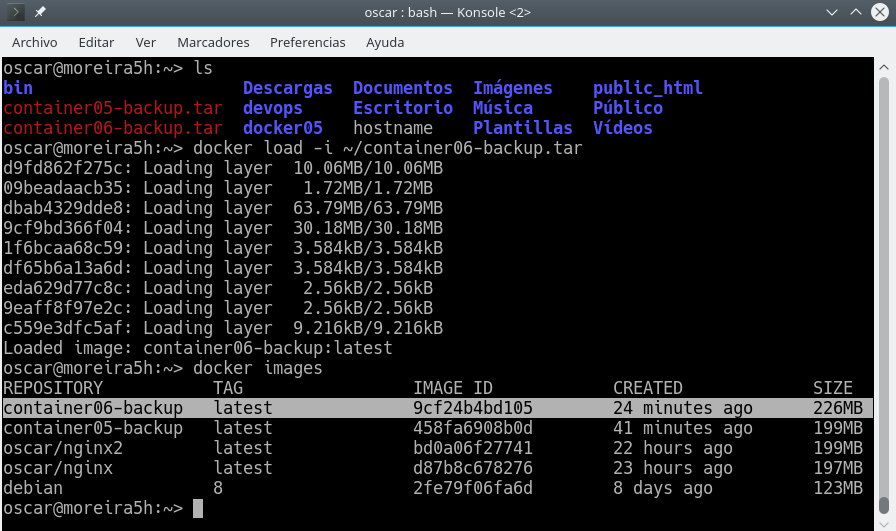 oscar : bash — Konsole <2>
Archivo Editar Ver Marcadores Preferencias Ayuda
oscar@moreira5h:~> ls
bin Descargas Documentos Imágenes public_html
container05-backup.tar devops Escritorio Música Público
container06-backup.tar docker05 hostname Plantillas Vídeos
oscar@moreira5h:~> docker load -i ~/container06-backup.tar
d9fd862f275c: Loading layer 10.06MB/10.06MB
09beadaacb35: Loading layer 1.72MB/1.72MB
dbab4329dde8: Loading layer 63.79MB/63.79MB
9cf9bd366f04: Loading layer 30.18MB/30.18MB
1f6bcaa68c59: Loading layer 3.584kB/3.584kB
df65b6a13a6d: Loading layer 3.584kB/3.584kB
eda629d77c8c: Loading layer 2.56kB/2.56kB
9eaff8f97e2c: Loading layer 2.56kB/2.56kB
c559e3dfc5af: Loading layer 9.216kB/9.216kB
Loaded image: container06-backup:latest
oscar@moreira5h:~> docker images
REPOSITORY TAG IMAGE ID CREATED SIZE
container06-backup latest 9cf24b4bd105 24 minutes ago 226MB
container05-backup latest 458fa6908b0d 41 minutes ago 199MB
oscar/nginx2 latest bd0a06f27741 22 hours ago 199MB
oscar/nginx latest d87b8c678276 23 hours ago 197MB
debian 8 2fe79f06fa6d 8 days ago 123MB
oscar@moreira5h:~>